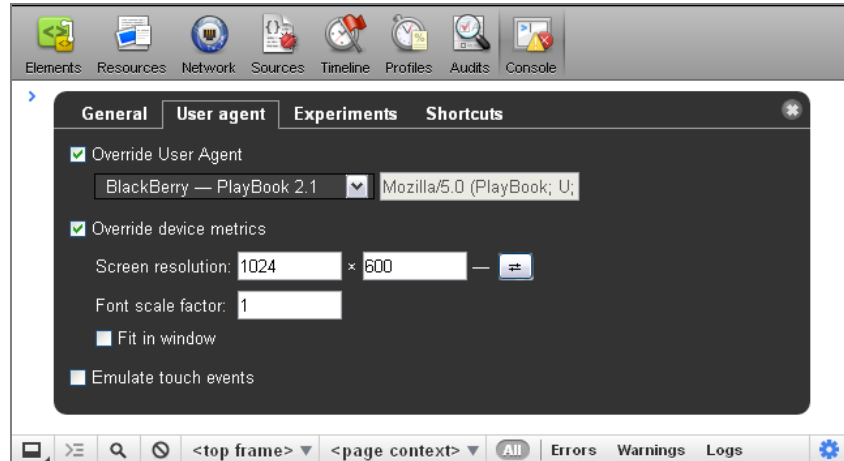 Elements Resources Network Sources Timeline Profiles Audits Console
General User agent Experiments Shortcuts
Override User Agent
BlackBerry — PlayBook 2.1 Mozilla/5.0 (PlayBook; U;
Override device metrics
Screen resolution: 1024 × 600 —
Font scale factor: 1
Fit in window
Emulate touch events
<top frame> <page context> All Errors Warnings Logs